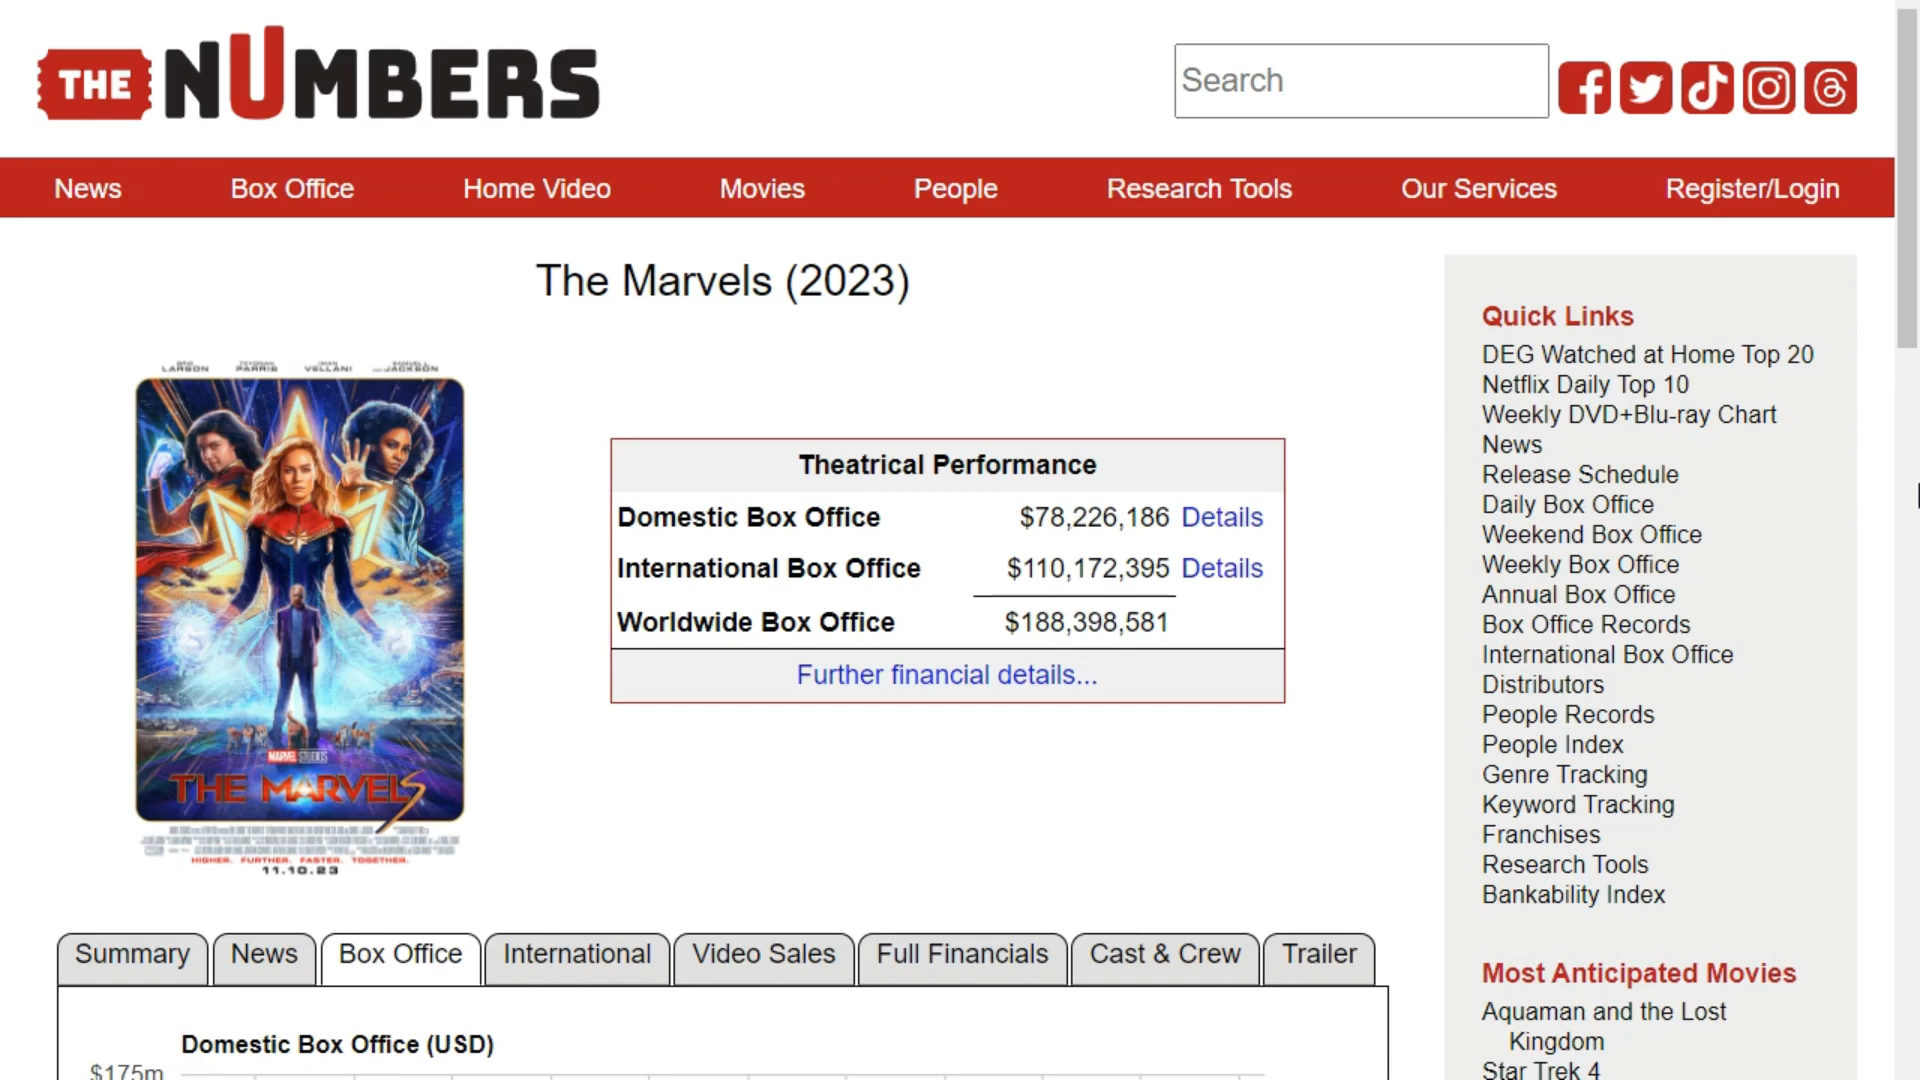 THE NUMBERS
Search
News Box Office Home Video Movies People Research Tools Our Services Register/Login
The Marvels (2023)
LARSON PARRIS VELLANI JACKSON
MARVEL STUDIOS
THE MARVELS
HIGHER. FURTHER. FASTER. TOGETHER.
11.10.23
Theatrical Performance
Domestic Box Office $78,226,186 Details
International Box Office $110,172,395 Details
Worldwide Box Office $188,398,581
Further financial details...
Quick Links
DEG Watched at Home Top 20
Netflix Daily Top 10
Weekly DVD+Blu-ray Chart
News
Release Schedule
Daily Box Office
Weekend Box Office
Weekly Box Office
Annual Box Office
Box Office Records
International Box Office
Distributors
People Records
People Index
Genre Tracking
Keyword Tracking
Franchises
Research Tools
Bankability Index
Most Anticipated Movies
Aquaman and the Lost
Kingdom
Star Trek 4
Summary News Box Office International Video Sales Full Financials Cast & Crew Trailer
Domestic Box Office (USD)
$175m